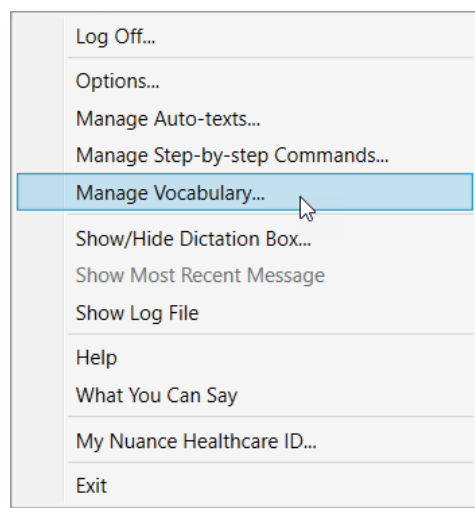 Log Off...
Options...
Manage Auto-texts...
Manage Step-by-step Commands...
Manage Vocabulary...
Show/Hide Dictation Box...
Show Most Recent Message
Show Log File
Help
What You Can Say
My Nuance Healthcare ID...
Exit